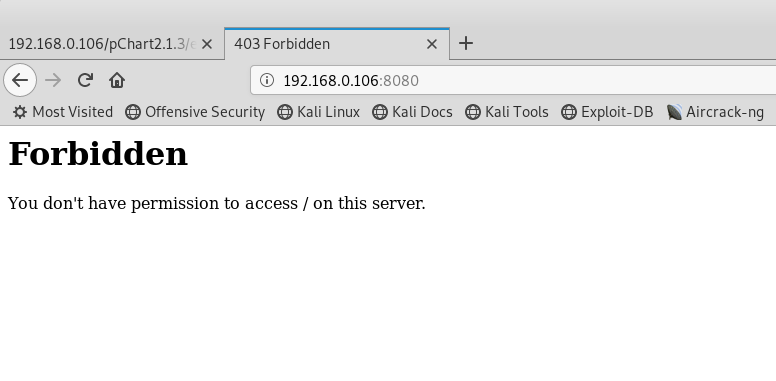 192.168.0.106/pChart2.1.3/e
403 Forbidden
192.168.0.106:8080
Most Visited Offensive Security Kali Linux Kali Docs Kali Tools Exploit-DB Aircrack-ng
Forbidden
You don't have permission to access / on this server.